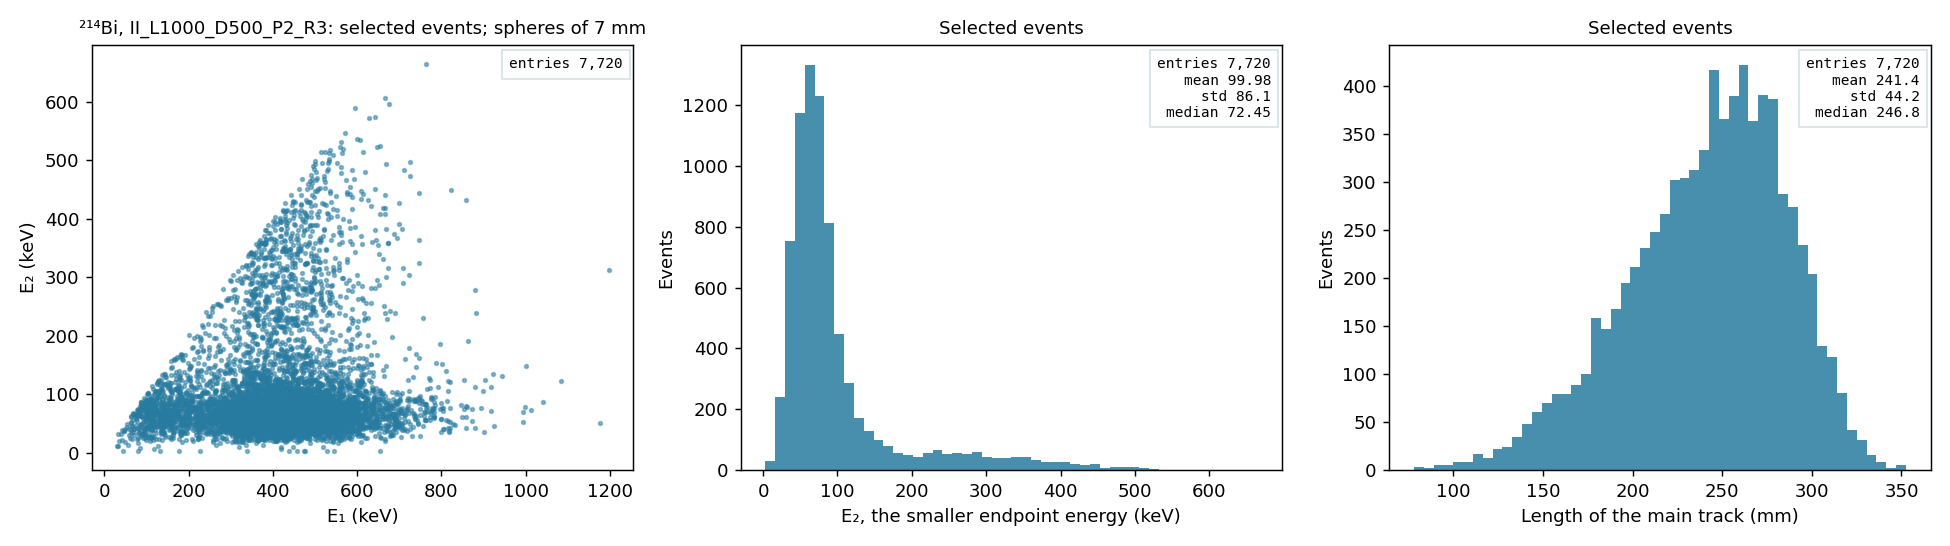 ²¹⁴Bi, II_L1000_D500_P2_R3: selected events; spheres of 7 mm
entries 7,720
600
500
400
300
200
100
0
E₂ (keV)
0 200 400 600 800 1000 1200
E₁ (keV)
Selected events
entries 7,720
mean 99.98
std 86.1
median 72.45
1200
1000
800
600
400
200
0
Events
0 100 200 300 400 500 600
E₂, the smaller endpoint energy (keV)
Selected events
entries 7,720
mean 241.4
std 44.2
median 246.8
400
350
300
250
200
150
100
50
0
Events
100 150 200 250 300 350
Length of the main track (mm)